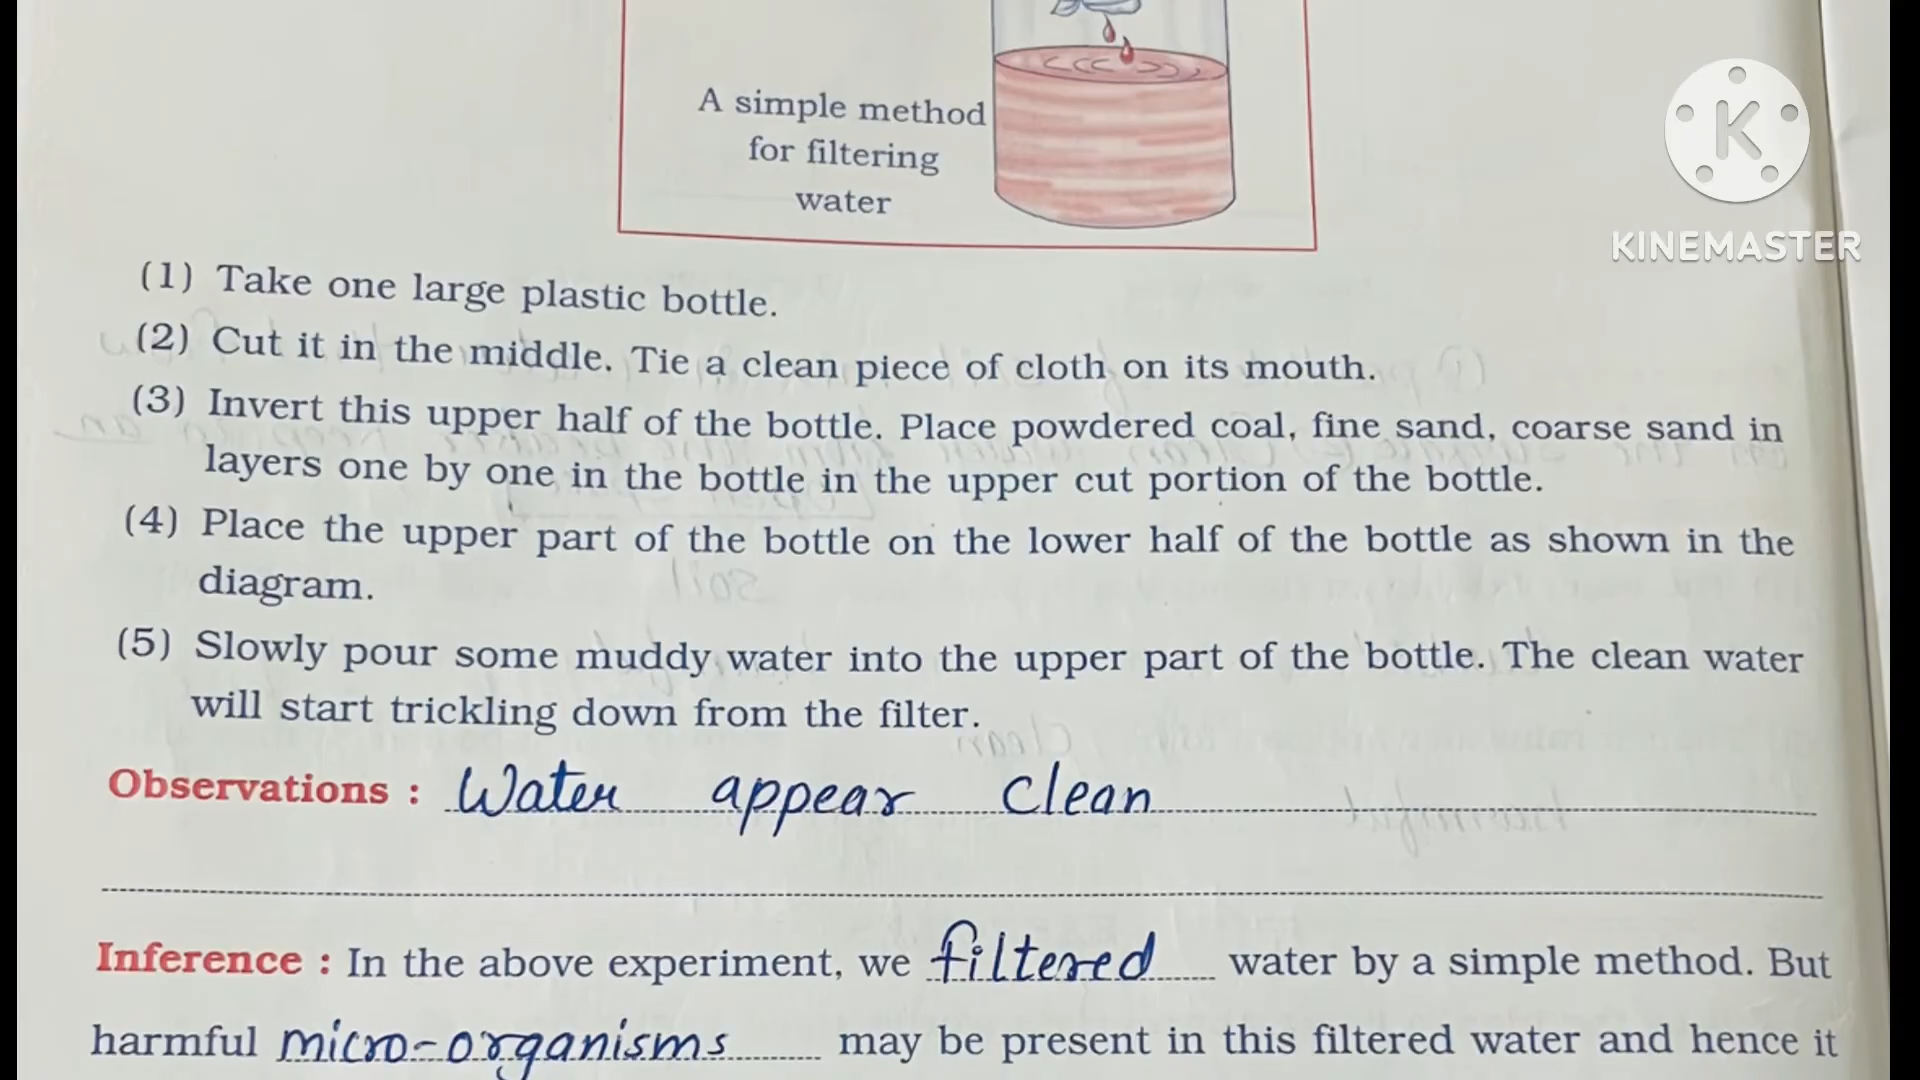 A simple method
for filtering
water
KINEMASTER
(1) Take one large plastic bottle.
(2) Cut it in the middle. Tie a clean piece of cloth on its mouth.
(3) Invert this upper half of the bottle. Place powdered coal, fine sand, coarse sand in
layers one by one in the bottle in the upper cut portion of the bottle.
(4) Place the upper part of the bottle on the lower half of the bottle as shown in the
diagram.
(5) Slowly pour some muddy water into the upper part of the bottle. The clean water
will start trickling down from the filter.
Observations : Water appear clean
Inference : In the above experiment, we filtered water by a simple method. But
harmful micro-organisms may be present in this filtered water and hence it